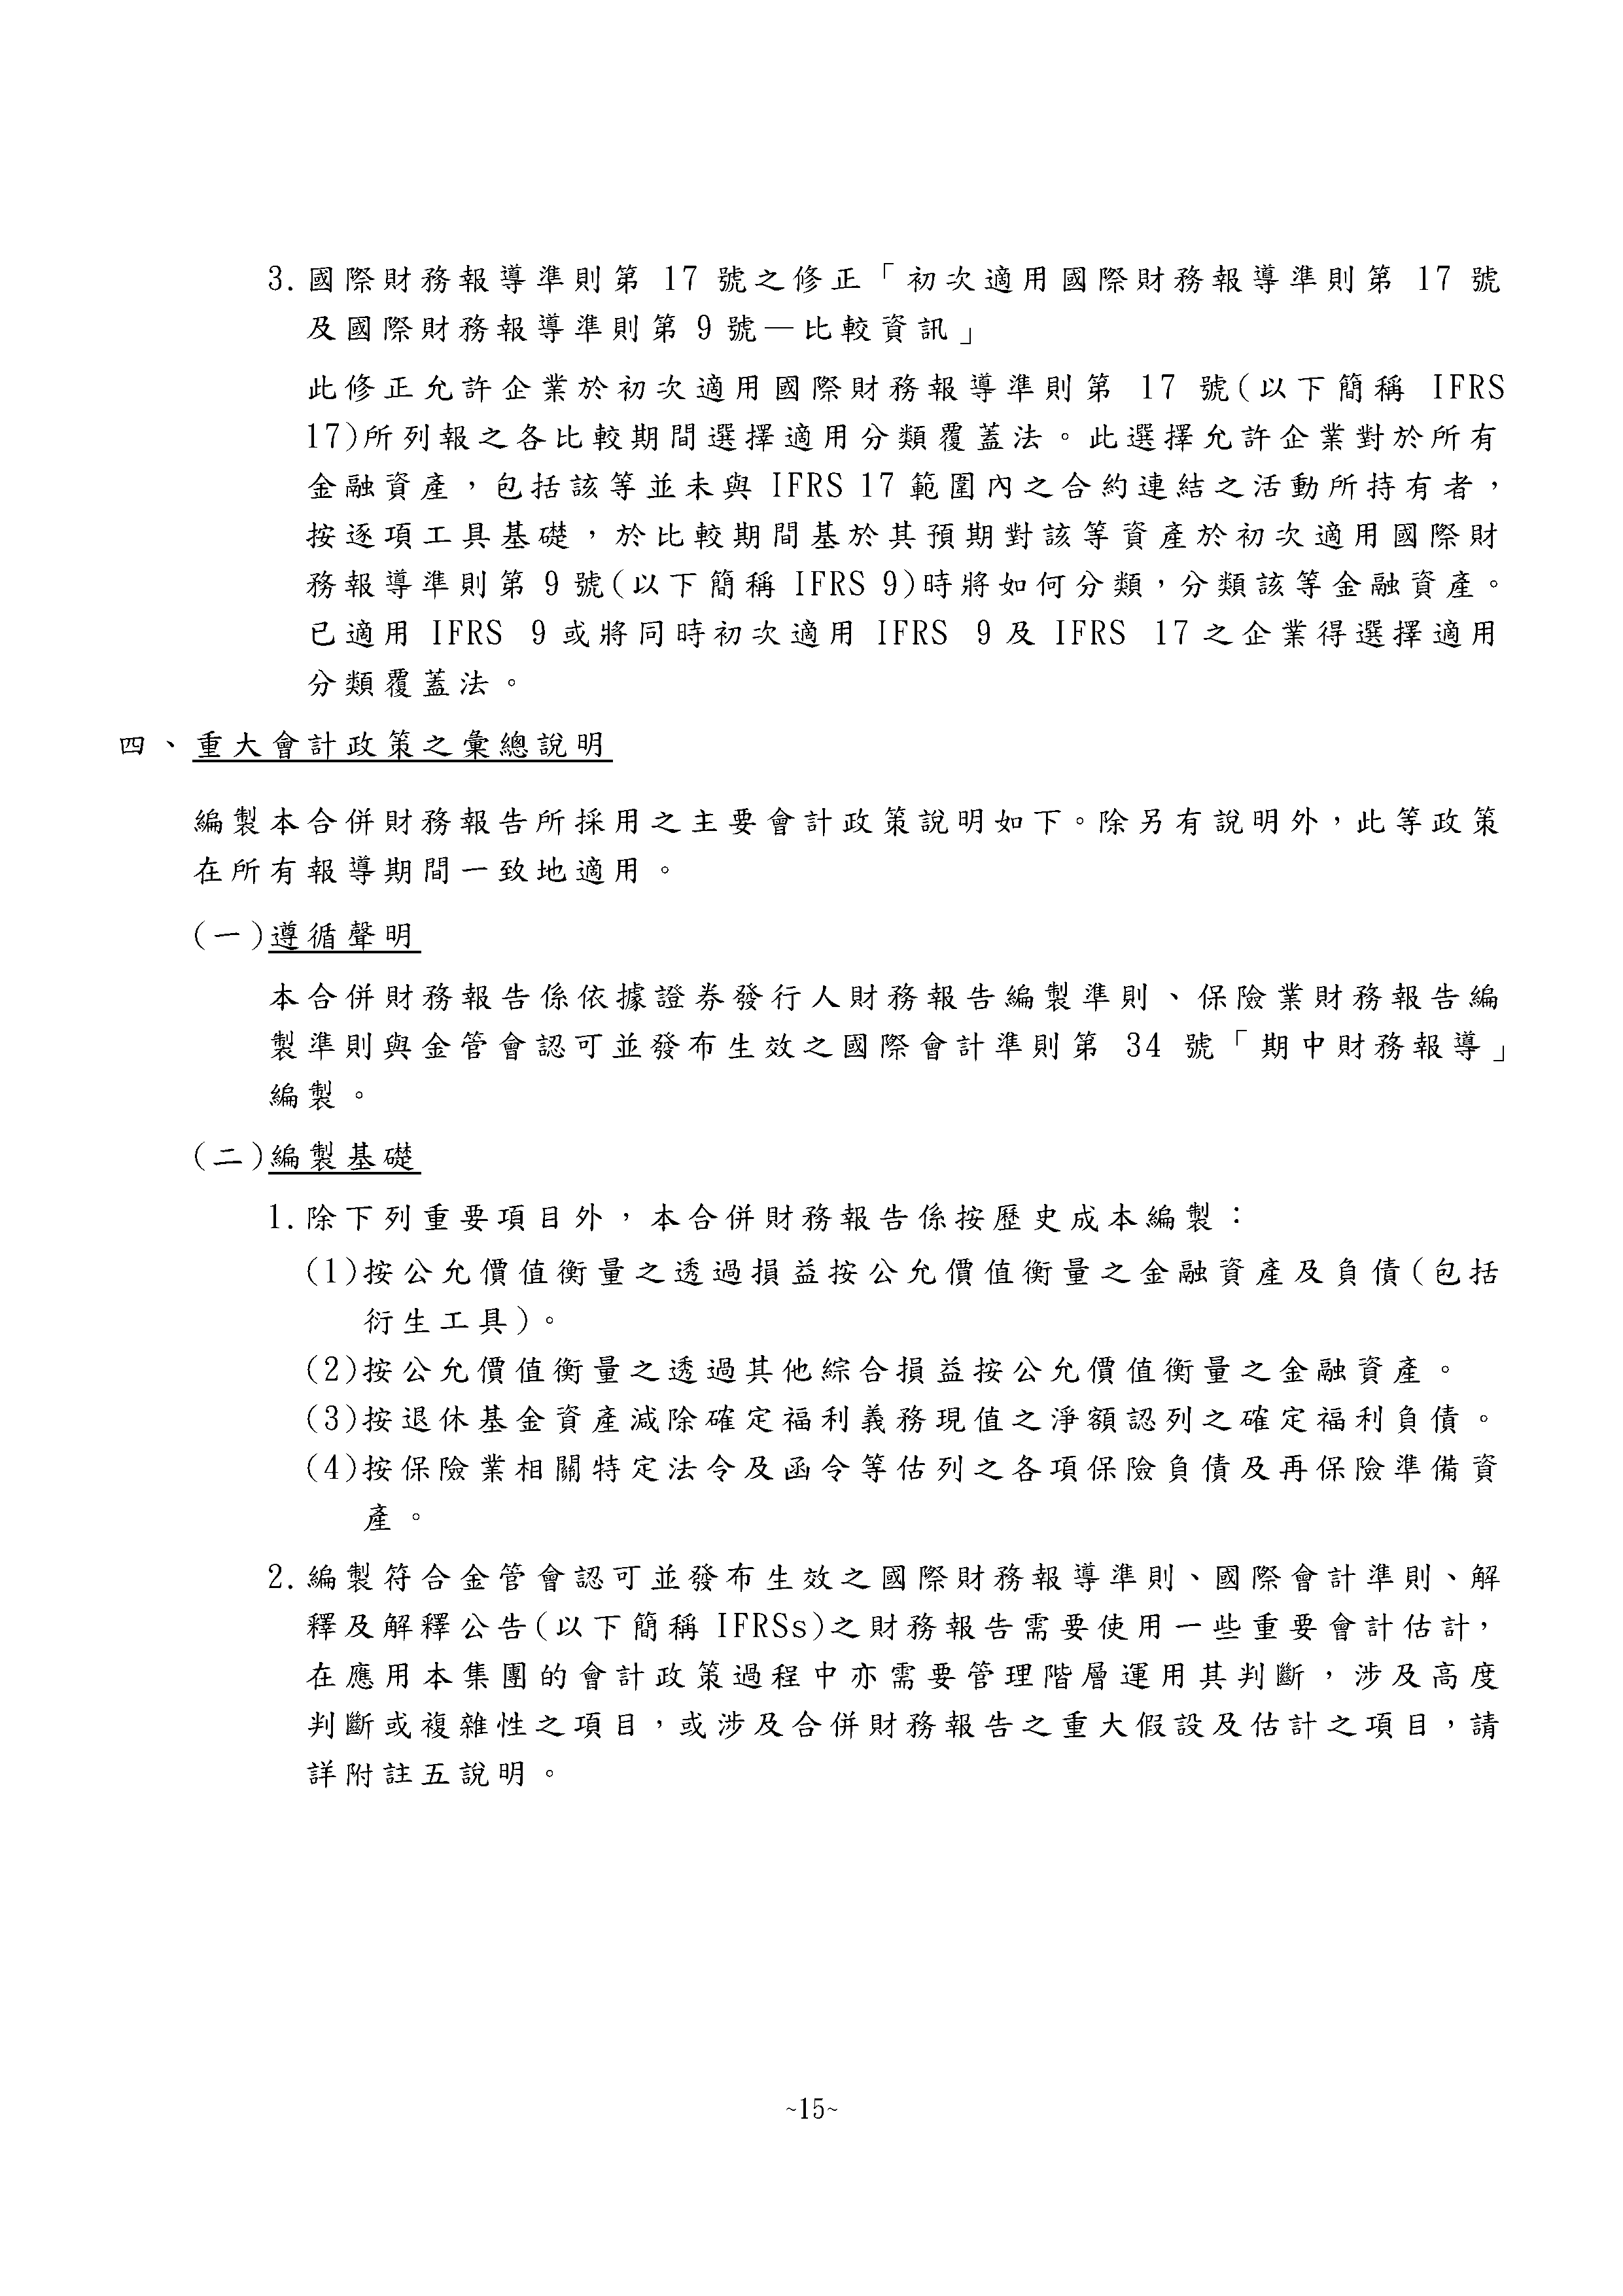 3.國際財務報導準則第 17 號之修正「初次適用國際財務報導準則第 17 號
及國際財務報導準則第 9 號—比較資訊」
此修正允許企業於初次適用國際財務報導準則第 17 號(以下簡稱 IFRS
17)所列報之各比較期間選擇適用分類覆蓋法。此選擇允許企業對於所有
金融資產，包括該等並未與 IFRS 17 範圍內之合約連結之活動所持有者，
按逐項工具基礎，於比較期間基於其預期對該等資產於初次適用國際財
務報導準則第 9 號(以下簡稱 IFRS 9)時將如何分類，分類該等金融資產。
已適用 IFRS 9 或將同時初次適用 IFRS 9 及 IFRS 17 之企業得選擇適用
分類覆蓋法。
四、重大會計政策之彙總說明
編製本合併財務報告所採用之主要會計政策說明如下。除另有說明外，此等政策
在所有報導期間一致地適用。
(一)遵循聲明
本合併財務報告係依據證券發行人財務報告編製準則、保險業財務報告編
製準則與金管會認可並發布生效之國際會計準則第 34 號「期中財務報導」
編製。
(二)編製基礎
1.除下列重要項目外，本合併財務報告係按歷史成本編製：
(1)按公允價值衡量之透過損益按公允價值衡量之金融資產及負債(包括
衍生工具)。
(2)按公允價值衡量之透過其他綜合損益按公允價值衡量之金融資產。
(3)按退休基金資產減除確定福利義務現值之淨額認列之確定福利負債。
(4)按保險業相關特定法令及函令等估列之各項保險負債及再保險準備資
產。
2.編製符合金管會認可並發布生效之國際財務報導準則、國際會計準則、解
釋及解釋公告(以下簡稱 IFRSs)之財務報告需要使用一些重要會計估計，
在應用本集團的會計政策過程中亦需要管理階層運用其判斷，涉及高度
判斷或複雜性之項目，或涉及合併財務報告之重大假設及估計之項目，請
詳附註五說明。
~15~